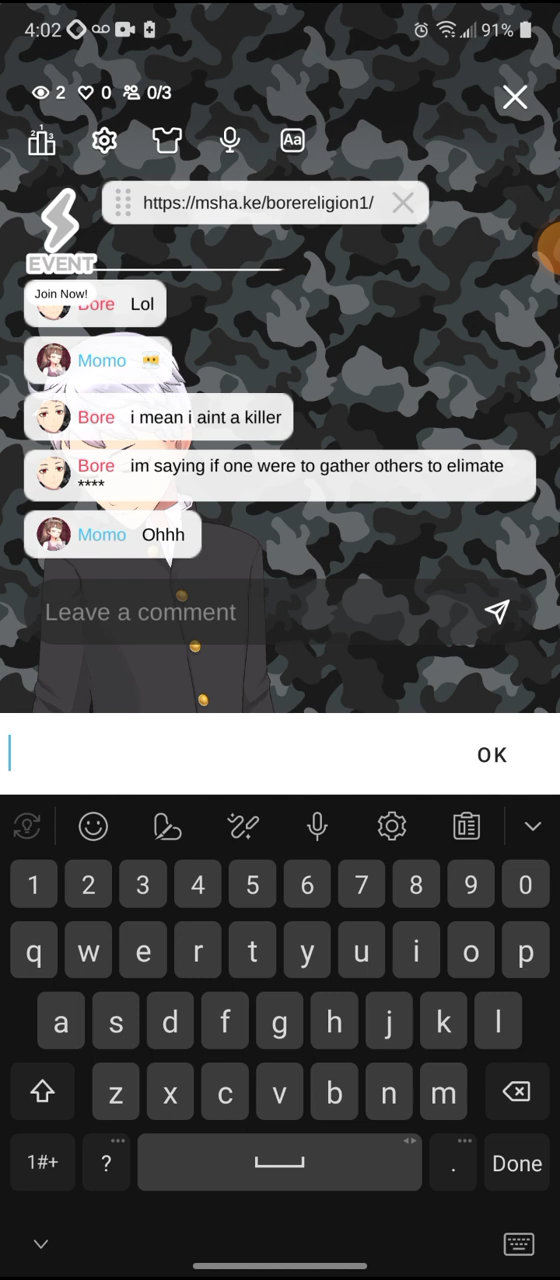 4:02
91%
2 0 0/3
https://msha.ke/borereligion1/
EVENT
Join Now!
Bore Lol
Momo
Bore i mean i aint a killer
Bore im saying if one were to gather others to elimate
****
Momo Ohhh
Leave a comment
OK
1 2 3 4 5 6 7 8 9 0
q w e r t y u i o p
a s d f g h j k l
z x c v b n m
1#+ ? . Done